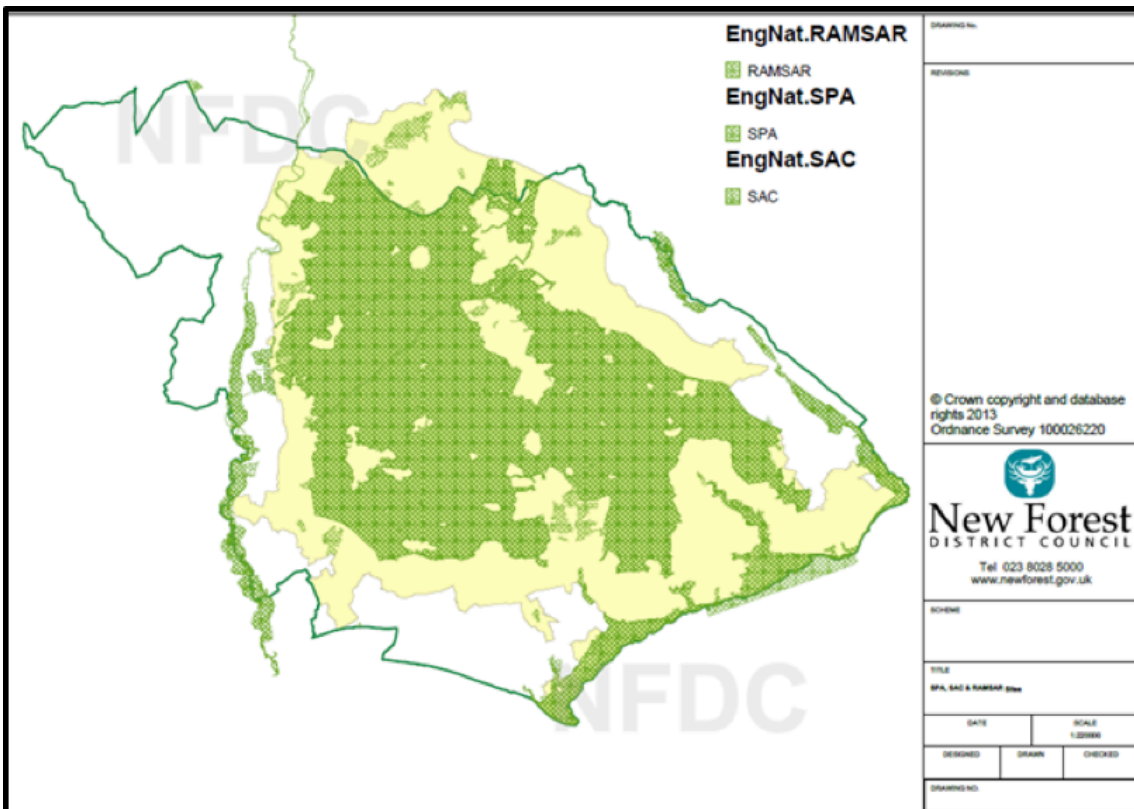 EngNat.RAMSAR
RAMSAR
EngNat.SPA
SPA
EngNat.SAC
SAC
NFDC
NFDC
DRAWING No.
REVISIONS
© Crown copyright and database
rights 2013
Ordnance Survey 100026220
New Forest
DISTRICT COUNCIL
Tel 023 8028 5000
www.newforest.gov.uk
SCHEME
TITLE
SPA, SAC & RAMSAR Sites
DATE
SCALE
1:220000
DESIGNED
DRAWN
CHECKED
DRAWING NO.